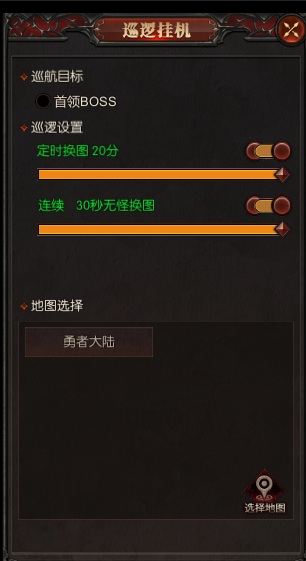 巡逻挂机
巡航目标
首领BOSS
巡逻设置
定时换图 20分
连续 30秒无怪换图
地图选择
勇者大陆
选择地图